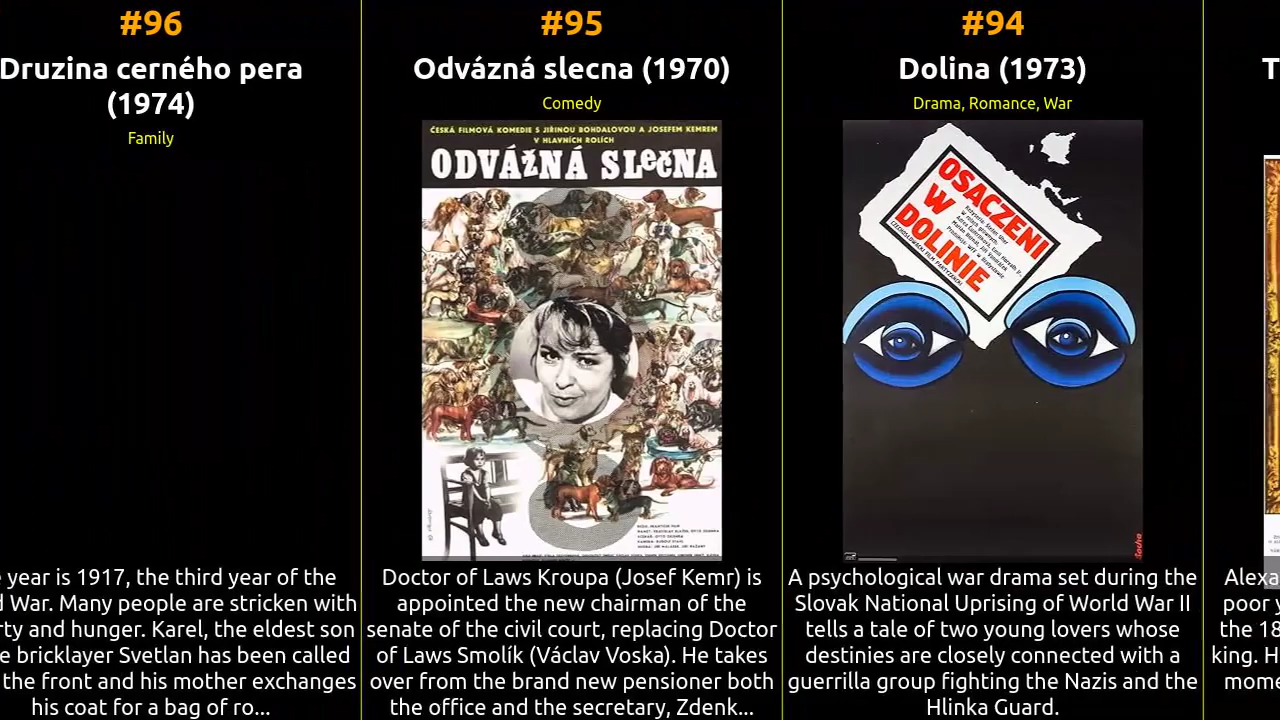 #96
Druzina cerného pera
(1974)
Family
year is 1917, the third year of the
War. Many people are stricken with
and hunger. Karel, the eldest son
bricklayer Svetlan has been called
the front and his mother exchanges
his coat for a bag of ro...
#95
Odvázná slecna (1970)
Comedy
ČESKÁ FILMOVÁ KOMEDIE S JIŘINOU BOHDALOVOU A JOSEFEM KEMREM
V HLAVNÍCH ROLÍCH
ODVÁŽNÁ SLEČNA
Doctor of Laws Kroupa (Josef Kemr) is
appointed the new chairman of the
senate of the civil court, replacing Doctor
of Laws Smolík (Václav Voska). He takes
over from the brand new pensioner both
the office and the secretary, Zdenk...
#94
Dolina (1973)
Drama, Romance, War
OSACZENI
W
DOLINIE
A psychological war drama set during the
Slovak National Uprising of World War II
tells a tale of two young lovers whose
destinies are closely connected with a
guerrilla group fighting the Nazis and the
Hlinka Guard.
T
Alexa
poor y
the 18
king. H
mome